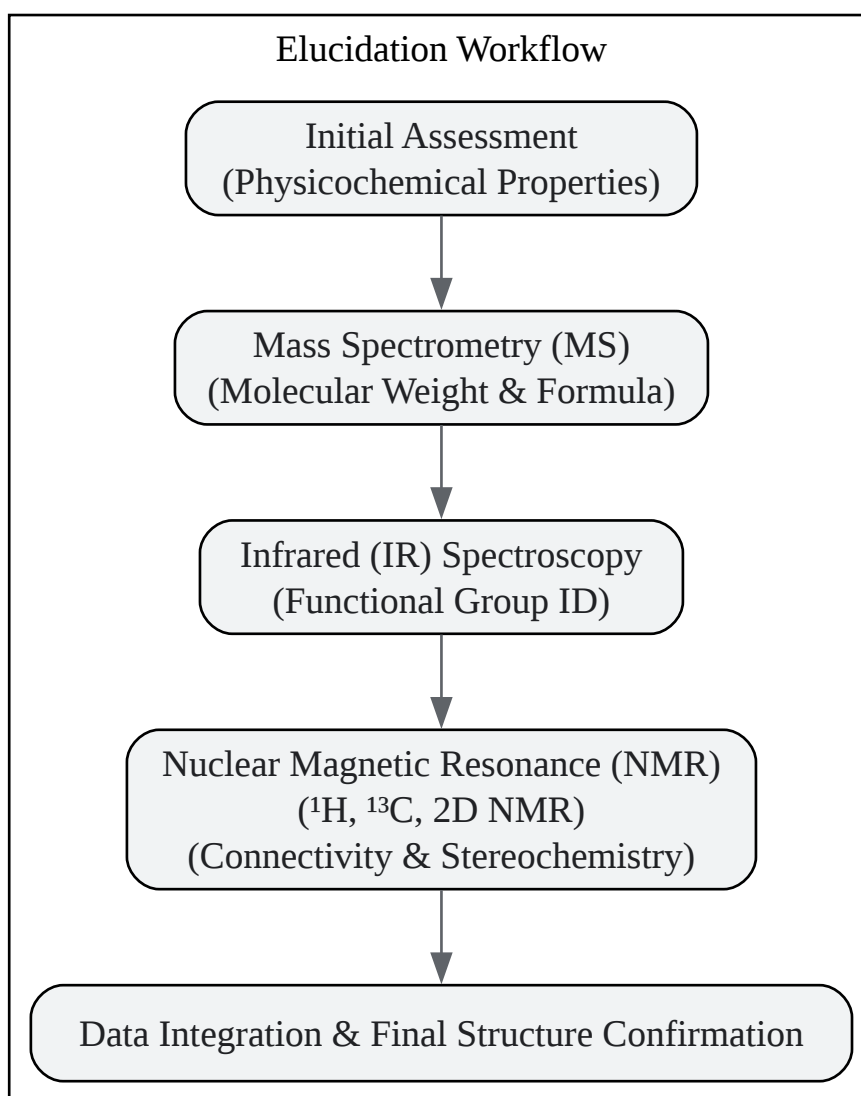 Elucidation Workflow
Initial Assessment
(Physicochemical Properties)
Mass Spectrometry (MS)
(Molecular Weight & Formula)
Infrared (IR) Spectroscopy
(Functional Group ID)
Nuclear Magnetic Resonance (NMR)
(¹H, ¹³C, 2D NMR)
(Connectivity & Stereochemistry)
Data Integration & Final Structure Confirmation